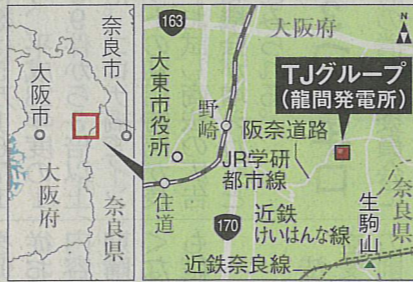 奈良市
大阪市
大阪府
奈良県
163
大阪府
N
TJグループ
(龍間発電所)
大東市役所
野崎
阪奈道路
JR学研
都市線
住道
170
近鉄
けいはんな線
生駒山
近鉄奈良線
奈良県